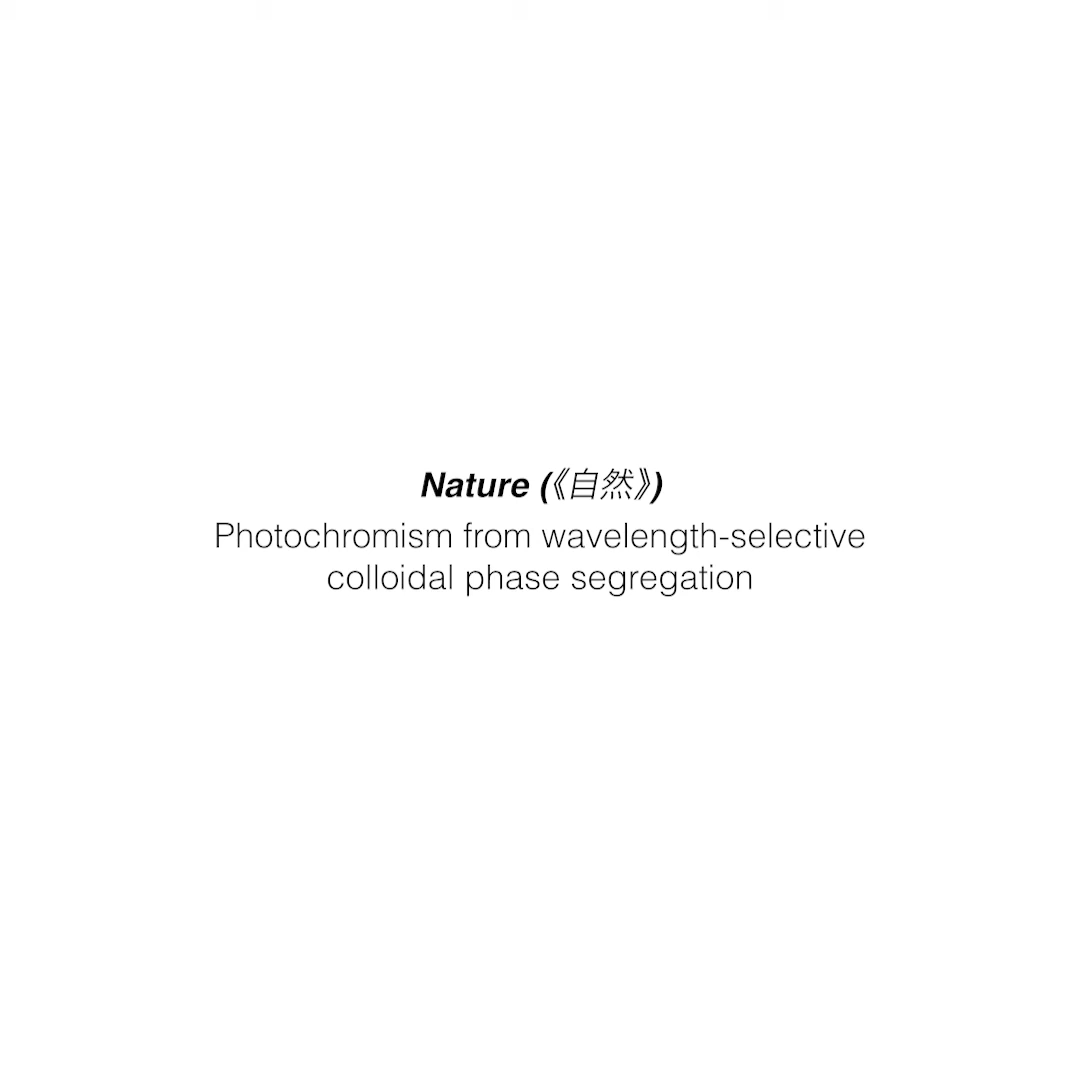 Nature (《自然》)
Photochromism from wavelength-selective
colloidal phase segregation